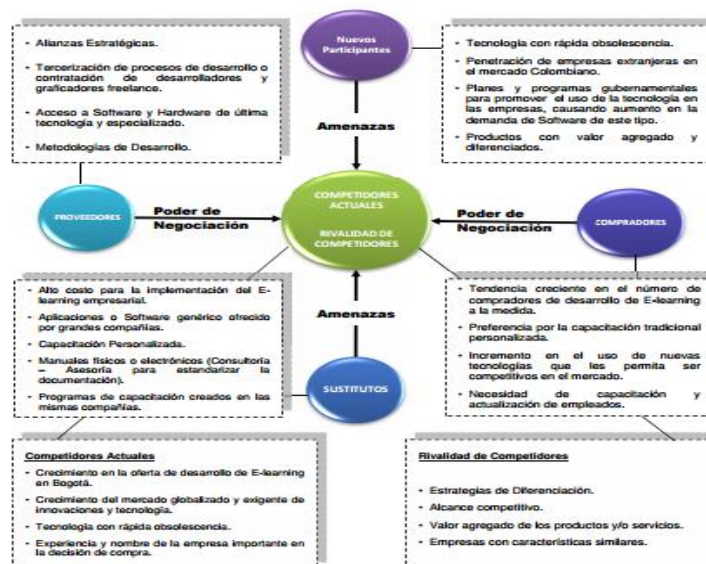 • Alianzas Estratégicas.
• Tercerización de procesos de desarrollo o
contratación de desarrolladores y
graficadores freelance.
• Acceso a Software y Hardware de última
tecnología y especializado.
• Metodologías de Desarrollo.
Nuevos
Participantes
• Tecnología con rápida obsolescencia.
• Penetración de empresas extranjeras en
el mercado Colombiano.
• Planes y programas gubernamentales
para promover el uso de la tecnología en
las empresas, causando aumento en la
demanda de Software de este tipo.
• Productos con valor agregado y
diferenciados.
Amenazas
PROVEEDORES
Poder de
Negociación
COMPETIDORES
ACTUALES
RIVALIDAD DE
COMPETIDORES
Poder de
Negociación
COMPRADORES
• Alto costo para la implementación del E-
learning empresarial.
• Aplicaciones o Software genérico ofrecido
por grandes compañías.
• Capacitación Personalizada.
• Manuales físicos o electrónicos (Consultoría
– Asesoría para estandarizar la
documentación).
• Programas de capacitación creados en las
mismas compañías.
Amenazas
SUSTITUTOS
• Tendencia creciente en el número de
compradores de desarrollo de E-learning
a la medida.
• Preferencia por la capacitación tradicional
personalizada.
• Incremento en el uso de nuevas
tecnologías que les permita ser
competitivos en el mercado.
• Necesidad de capacitación y
actualización de empleados.
Competidores Actuales
• Crecimiento en la oferta de desarrollo de E-learning
en Bogotá.
• Crecimiento del mercado globalizado y exigente de
innovaciones y tecnología.
• Tecnología con rápida obsolescencia.
• Experiencia y nombre de la empresa importante en
la decisión de compra.
Rivalidad de Competidores
• Estrategias de Diferenciación.
• Alcance competitivo.
• Valor agregado de los productos y/o servicios.
• Empresas con características similares.